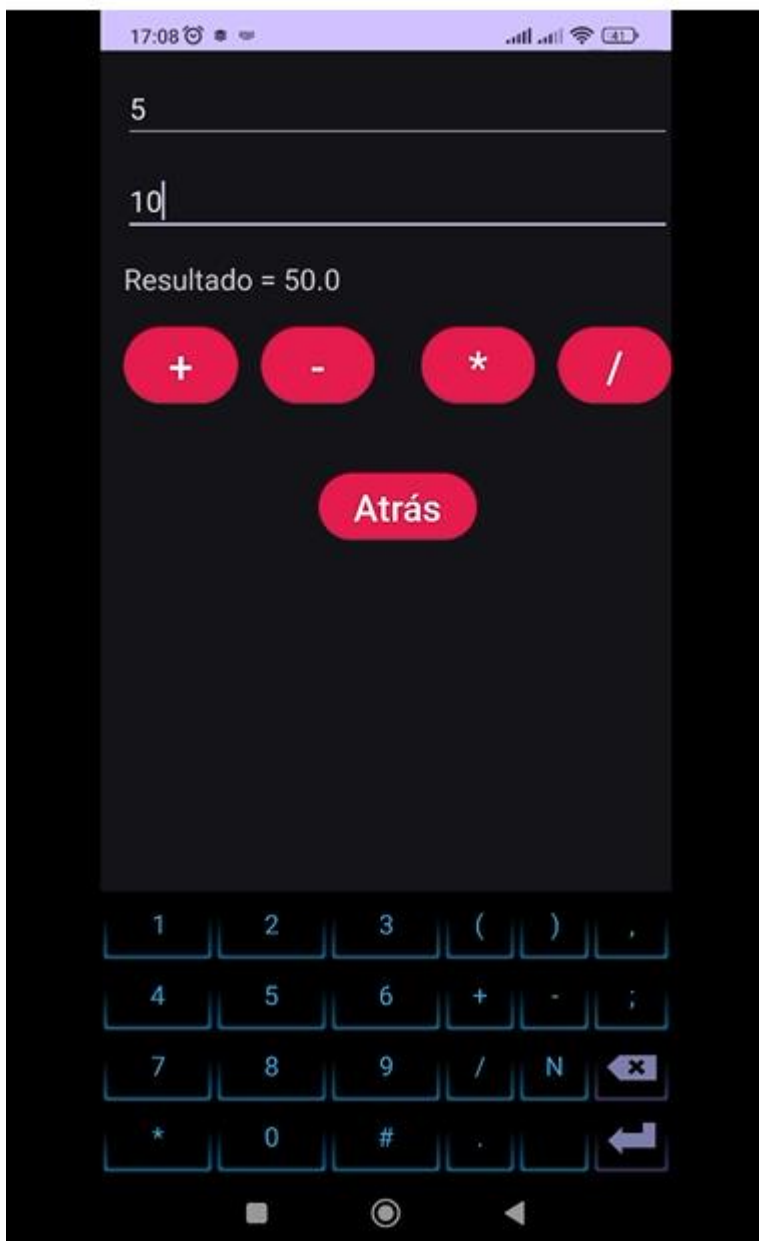 17:08 41
5
10
Resultado = 50.0
+ - * /
Atrás
1 2 3 ( ) ,
4 5 6 + - ;
7 8 9 / N
* 0 # .